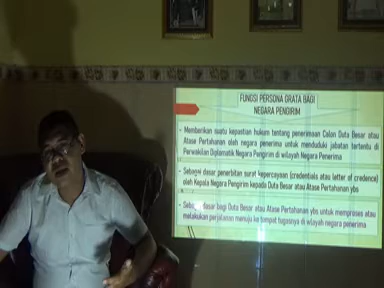 FUNGSI PERSONA GRATA BAGI
NEGARA PENGIRIM
Memberikan suatu kepastian hukum tentang penerimaan Calon Duta Besar atau
Atase Pertahanan oleh negara penerima untuk menduduki jabatan tertentu di
Perwakilan Diplomatik Negara Pengirim di wilayah Negara Penerima
Sebagai dasar penerbitan surat kepercayaan (credentials atau letter of credence)
oleh Kepala Negara Pengirim kepada Duta Besar atau Atase Pertahanan ybs
Sebagai dasar bagi Duta Besar atau Atase Pertahanan ybs untuk memproses atau
melakukan perjalanan menuju ke tempat tugasnya di wilayah negara penerima